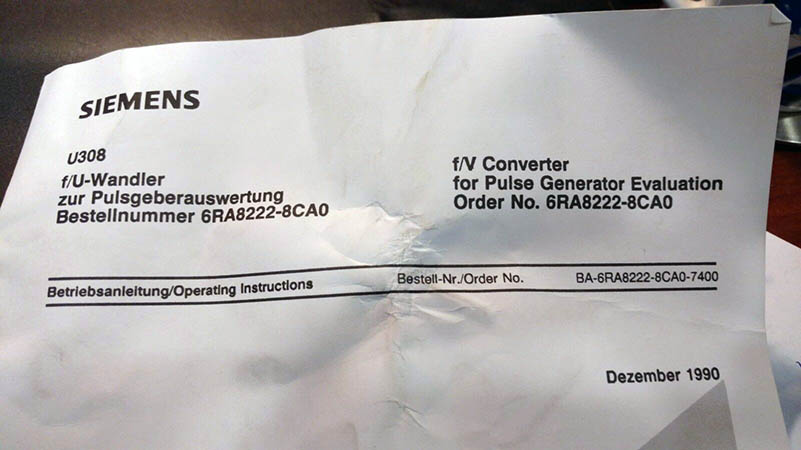 SIEMENS
U308
f/U-Wandler
zur Pulsgeberauswertung
Bestellnummer 6RA8222-8CA0
f/V Converter
for Pulse Generator Evaluation
Order No. 6RA8222-8CA0
Betriebsanleitung/Operating Instructions
Bestell-Nr./Order No.
BA-6RA8222-8CA0-7400
Dezember 1990